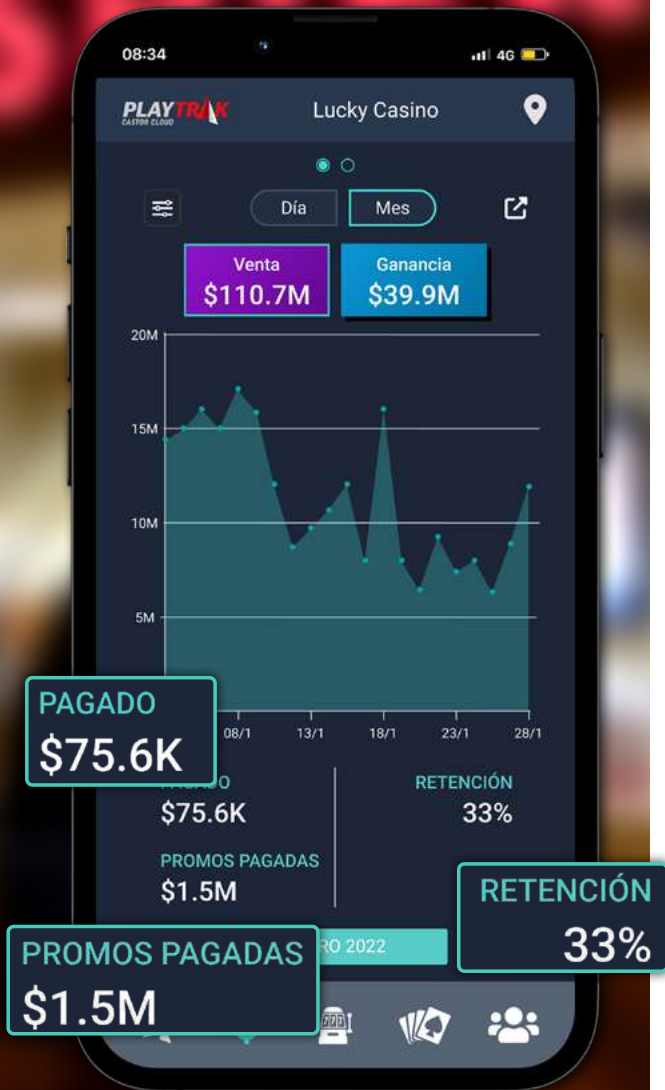 08:34
4G
PLAYTRAK
CASTOR CLOUD
Lucky Casino
Día
Mes
Venta
$110.7M
Ganancia
$39.9M
20M
15M
10M
5M
08/1
13/1
18/1
23/1
28/1
PAGADO
$75.6K
$75.6K
RETENCIÓN
33%
PROMOS PAGADAS
$1.5M
RETENCIÓN
33%
RO 2022
PROMOS PAGADAS
$1.5M